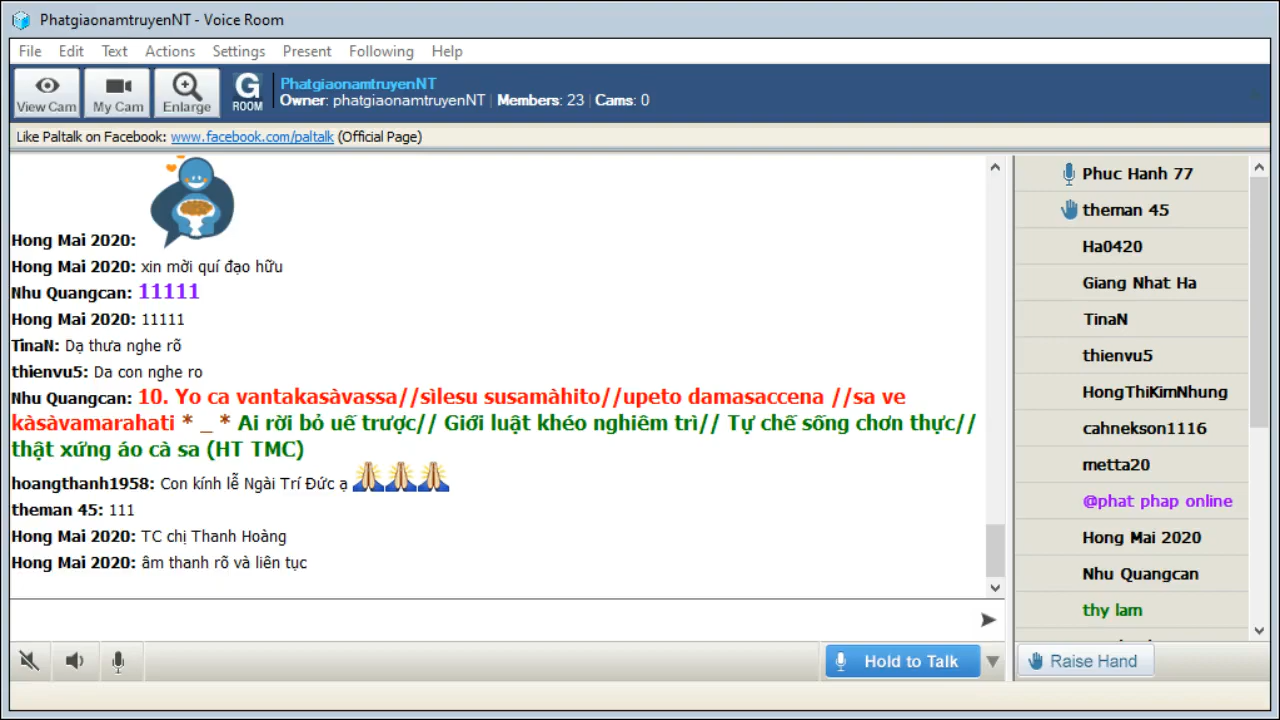 PhatgiaonamtruyenNT - Voice Room
File Edit Text Actions Settings Present Following Help
View Cam My Cam Enlarge G ROOM
PhatgiaonamtruyenNT
Owner: phatgiaonamtruyenNT | Members: 23 | Cams: 0
Like Paltalk on Facebook: www.facebook.com/paltalk (Official Page)
Hong Mai 2020:
Hong Mai 2020: xin mời quí đạo hữu
Nhu Quangcan: 11111
Hong Mai 2020: 11111
TinaN: Dạ thưa nghe rõ
thienvu5: Da con nghe ro
Nhu Quangcan: 10. Yo ca vantakasàvassa//sìlesu susamàhito//upeto damasaccena //sa ve
kàsàvamarahati * _ * Ai rời bỏ uế trược// Giới luật khéo nghiêm trì// Tự chế sống chơn thực//
thật xứng áo cà sa (HT TMC)
hoangthanh1958: Con kính lễ Ngài Trí Đức ạ
theman 45: 111
Hong Mai 2020: TC chị Thanh Hoàng
Hong Mai 2020: âm thanh rõ và liên tục
Phuc Hanh 77
theman 45
Ha0420
Giang Nhat Ha
TinaN
thienvu5
HongThiKimNhung
cahnekson1116
metta20
@phat phap online
Hong Mai 2020
Nhu Quangcan
thy lam
Hold to Talk
Raise Hand